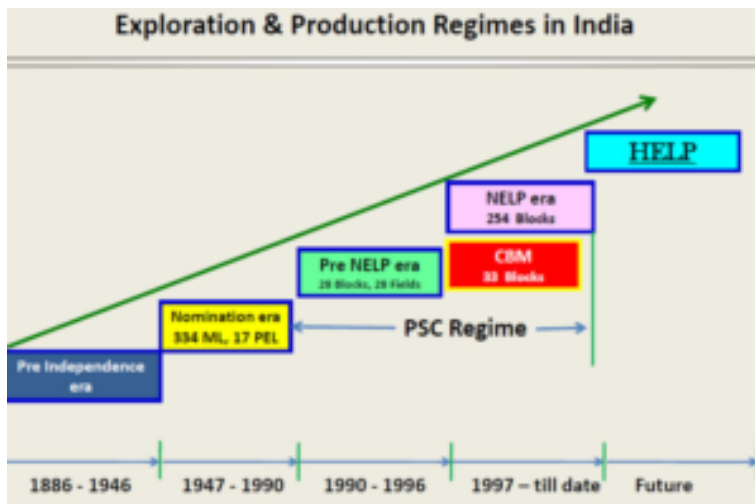 Exploration & Production Regimes in India
HELP
NELP era
254 Blocks
Pre NELP era
28 Blocks, 28 Fields
CBM
33 Blocks
Nomination era
334 ML, 17 PEL
PSC Regime
Pre Independence
era
1886 - 1946
1947 - 1990
1990 - 1996
1997 – till date
Future